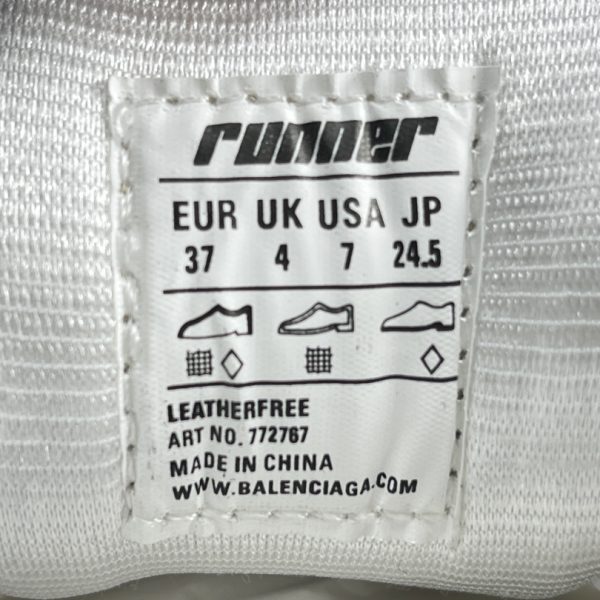 runner
EUR UK USA JP
37 4 7 24.5
LEATHERFREE
ART NO. 772767
MADE IN CHINA
WWW.BALENCIAGA.COM